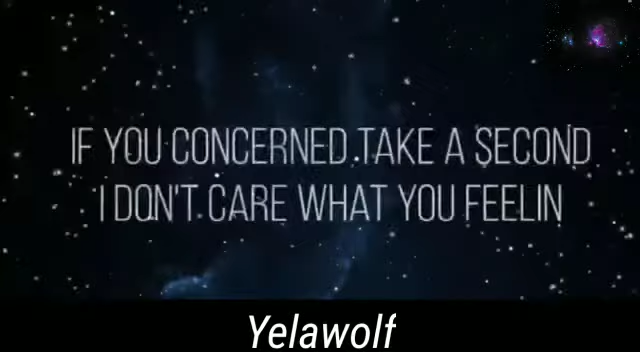 IF YOU CONCERNED TAKE A SECOND
I DON'T CARE WHAT YOU FEELIN
Yelawolf